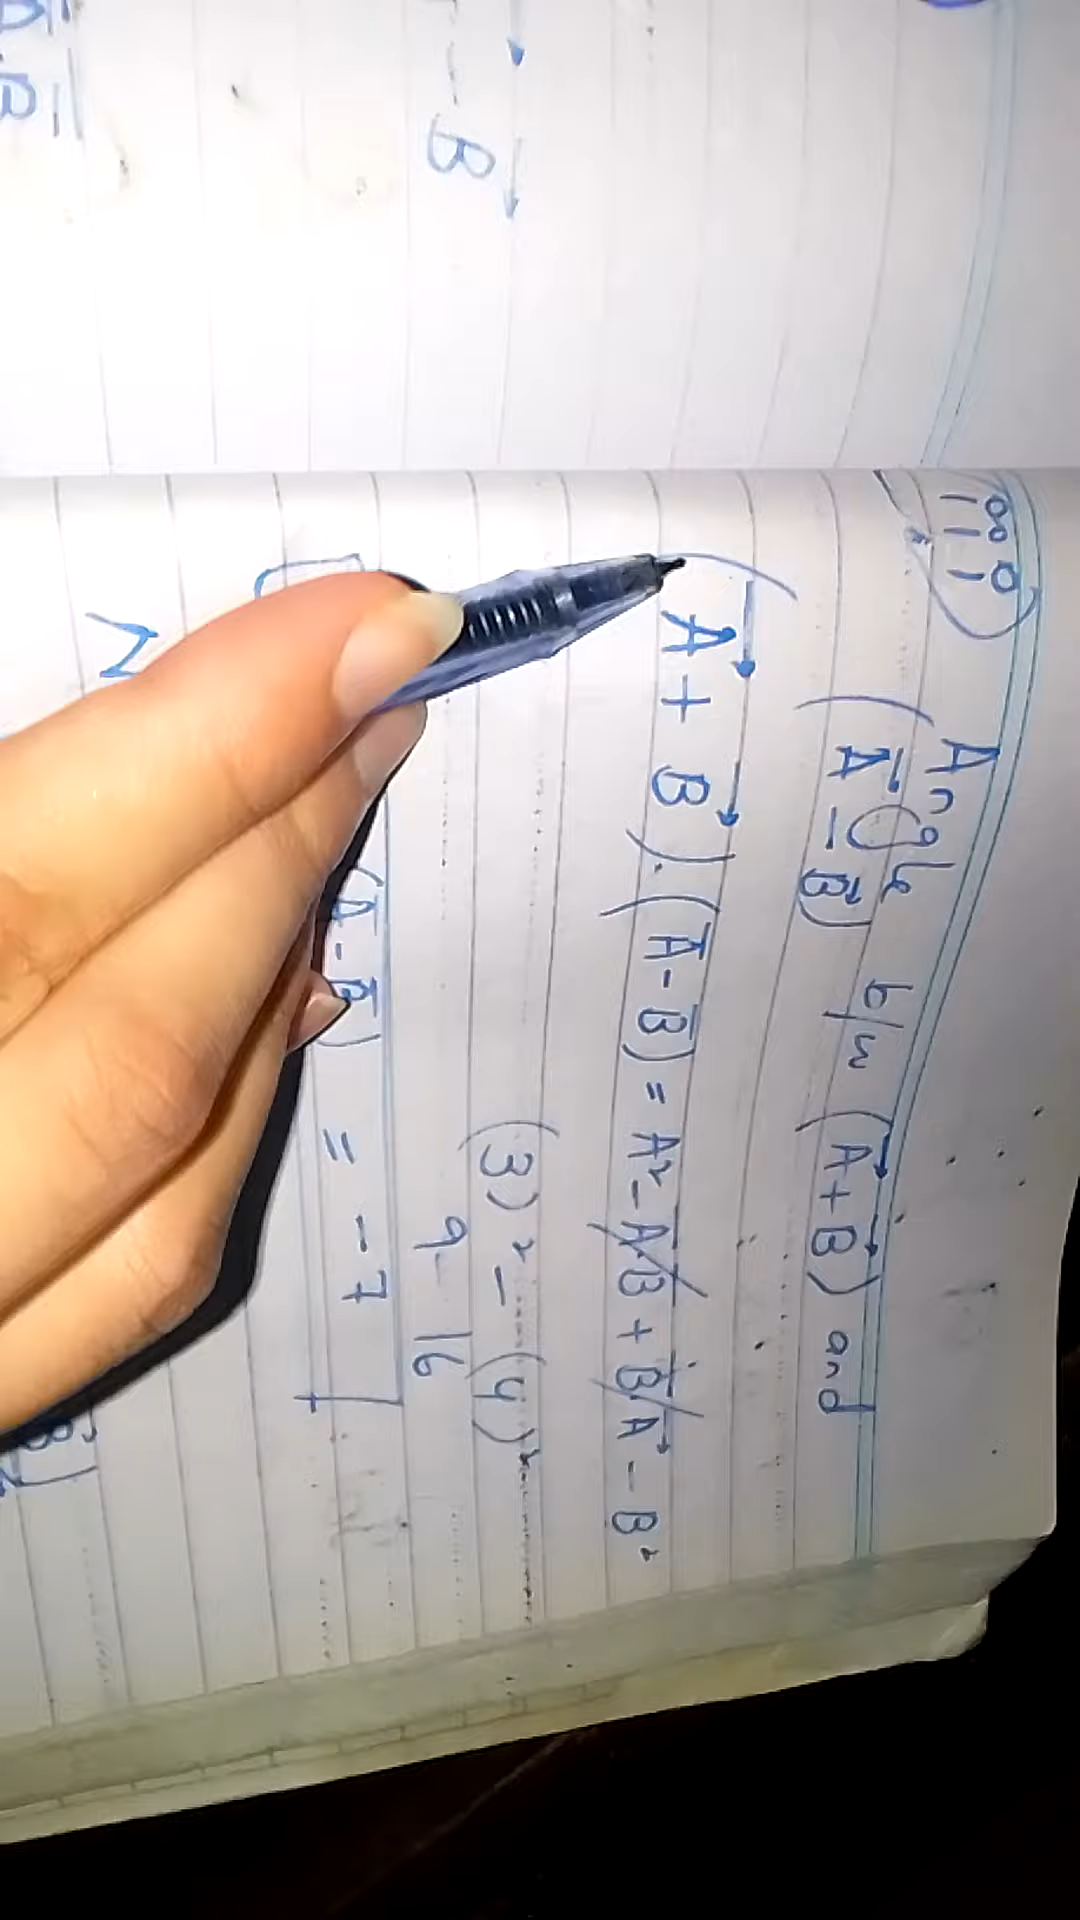 iii) Angle b/w (A+B) and
(A-B)
(A+B).(A-B) = A²-A.B+B.A-B²
(3)²-(4)²
9-16
(A-B) = -7
N
B)
- B
A.B